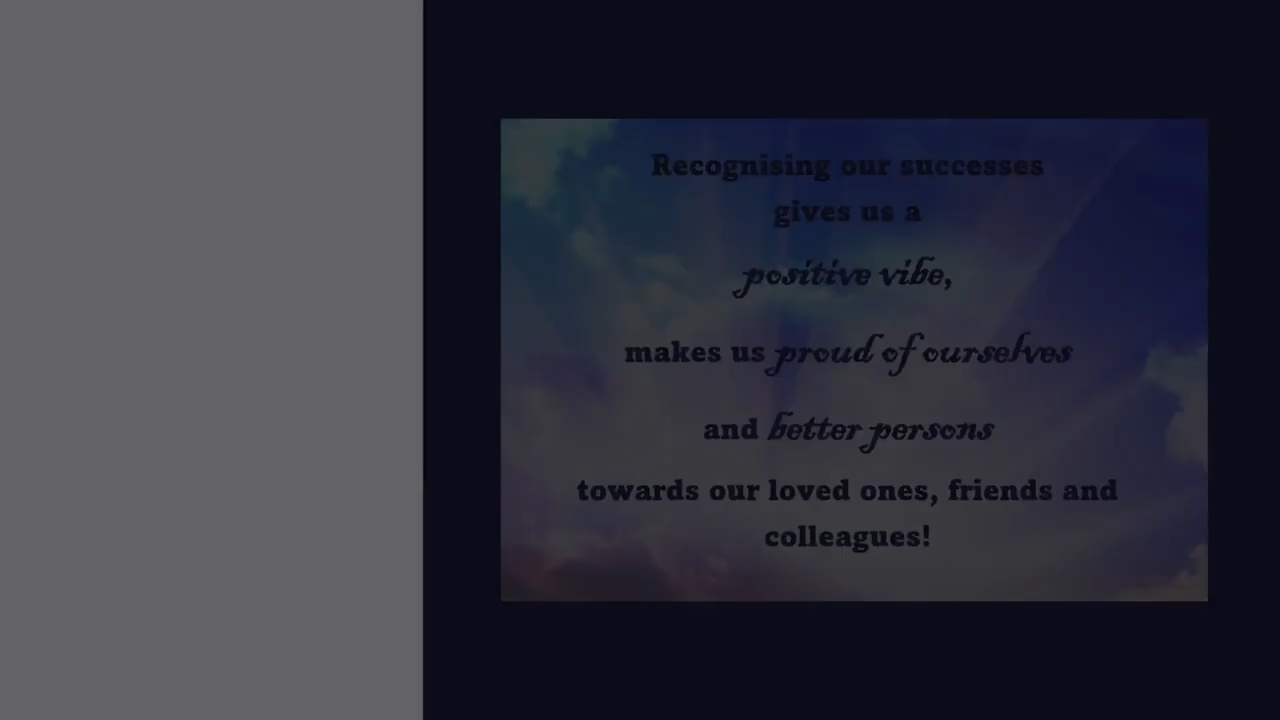 Recognising our successes
gives us a
positive vibe,
makes us proud of ourselves
and better persons
towards our loved ones, friends and
colleagues!